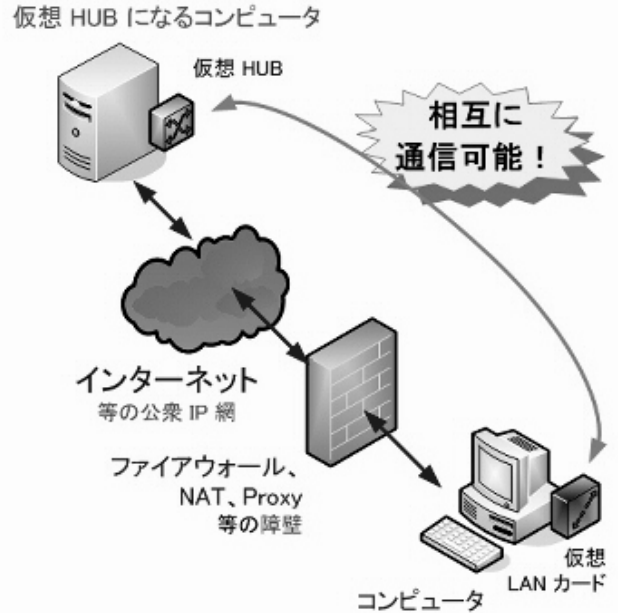 仮想 HUB になるコンピュータ
仮想 HUB
相互に
通信可能！
インターネット
等の公衆 IP 網
ファイアウォール、
NAT、Proxy
等の障壁
仮想
LAN カード
コンピュータ